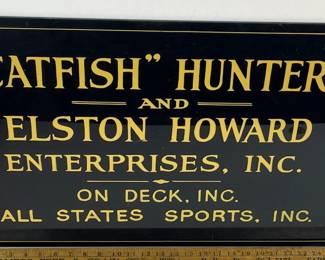 CATFISH” HUNTER
AND
ELSTON HOWARD
ENTERPRISES, INC.
ON DECK, INC.
ALL STATES SPORTS, INC.